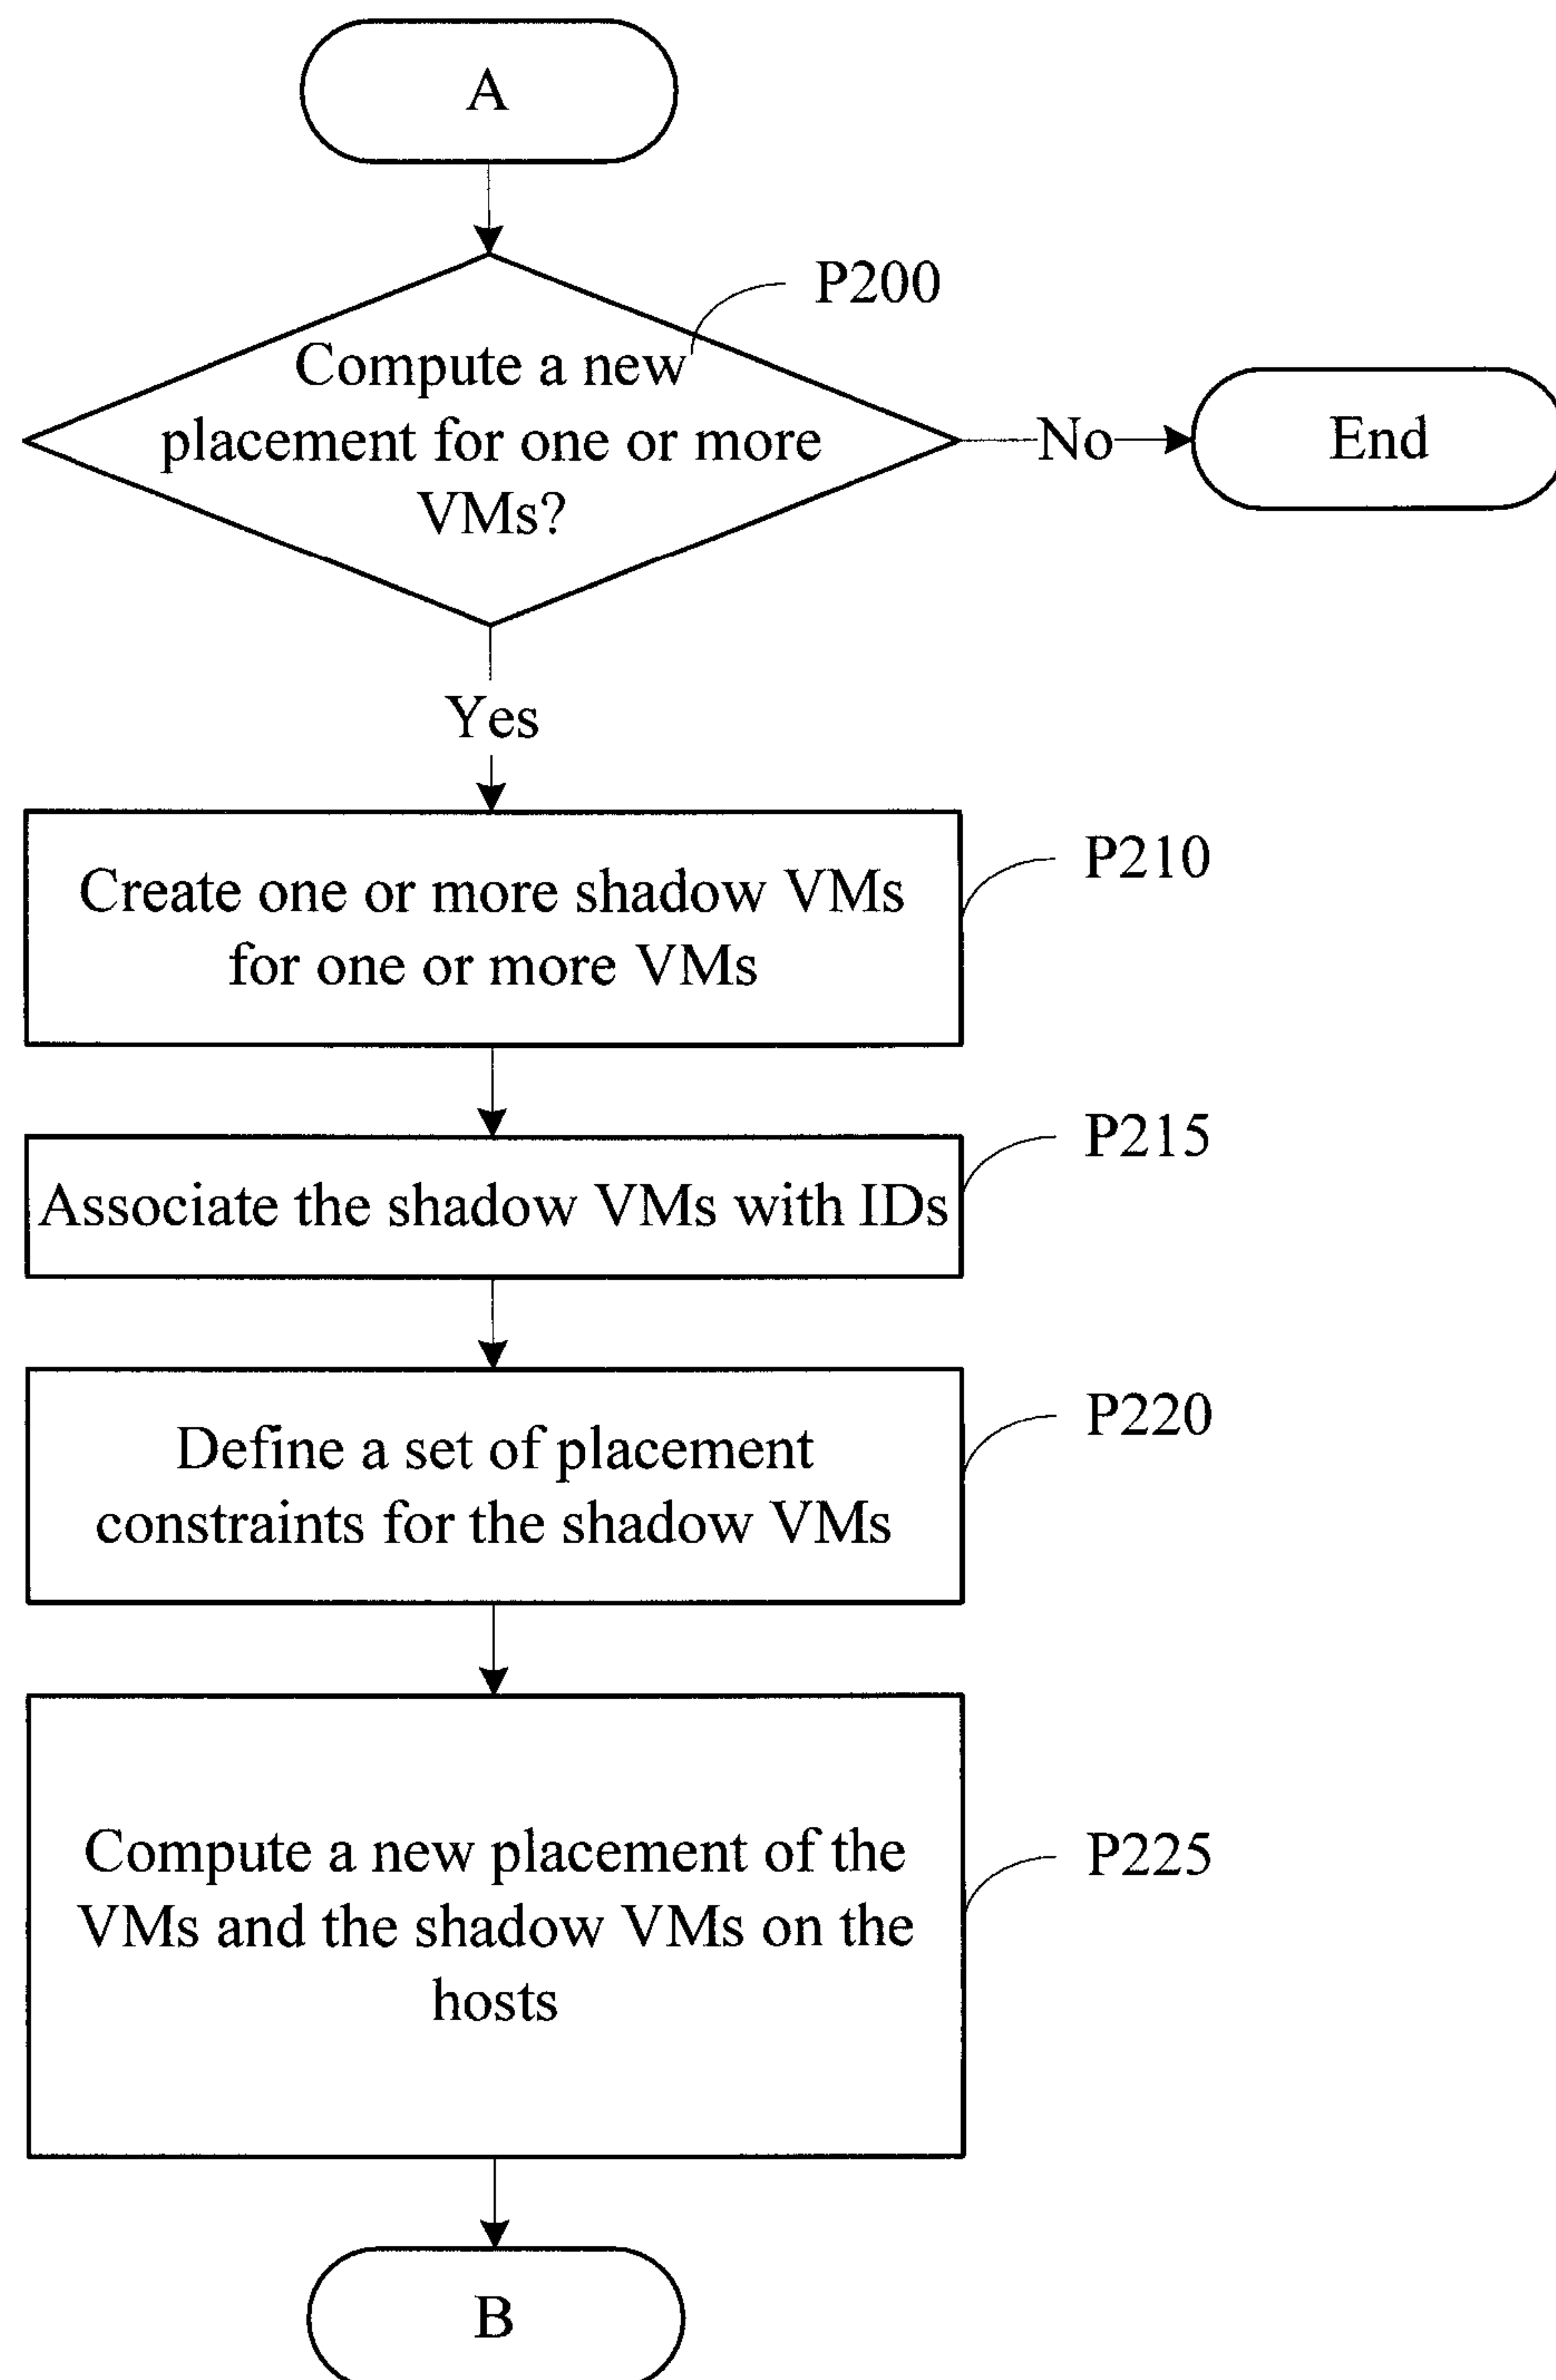 A
P200
Compute a new
placement for one or more
VMs?
No
End
Yes
Create one or more shadow VMs
for one or more VMs
P210
Associate the shadow VMs with IDs
P215
Define a set of placement
constraints for the shadow VMs
P220
Compute a new placement of the
VMs and the shadow VMs on the
hosts
P225
B